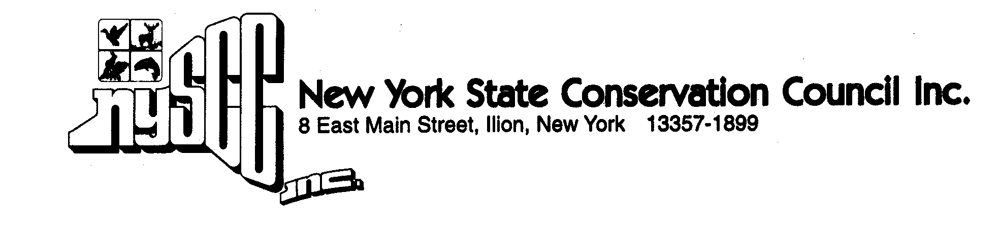 nySCC
inc.
New York State Conservation Council Inc.
8 East Main Street, Ilion, New York 13357-1899